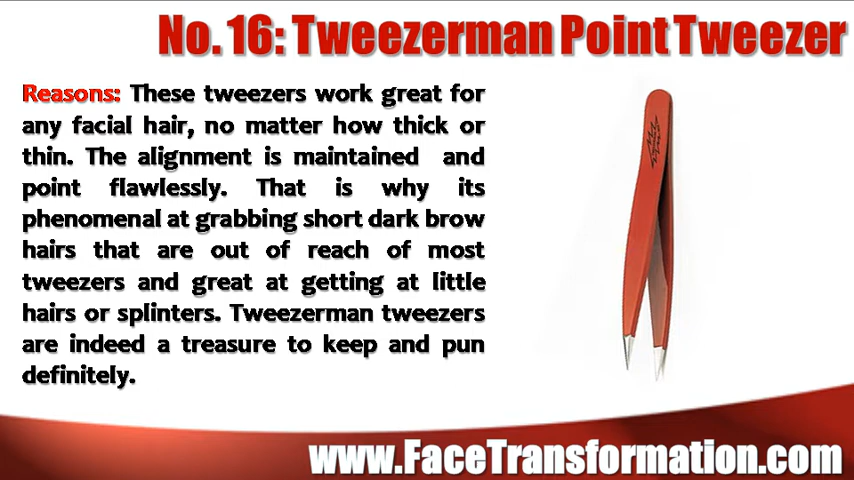 No. 16: Tweezerman Point Tweezer
Reasons: These tweezers work great for
any facial hair, no matter how thick or
thin. The alignment is maintained and
point flawlessly. That is why its
phenomenal at grabbing short dark brow
hairs that are out of reach of most
tweezers and great at getting at little
hairs or splinters. Tweezerman tweezers
are indeed a treasure to keep and pun
definitely.
www.FaceTransformation.com